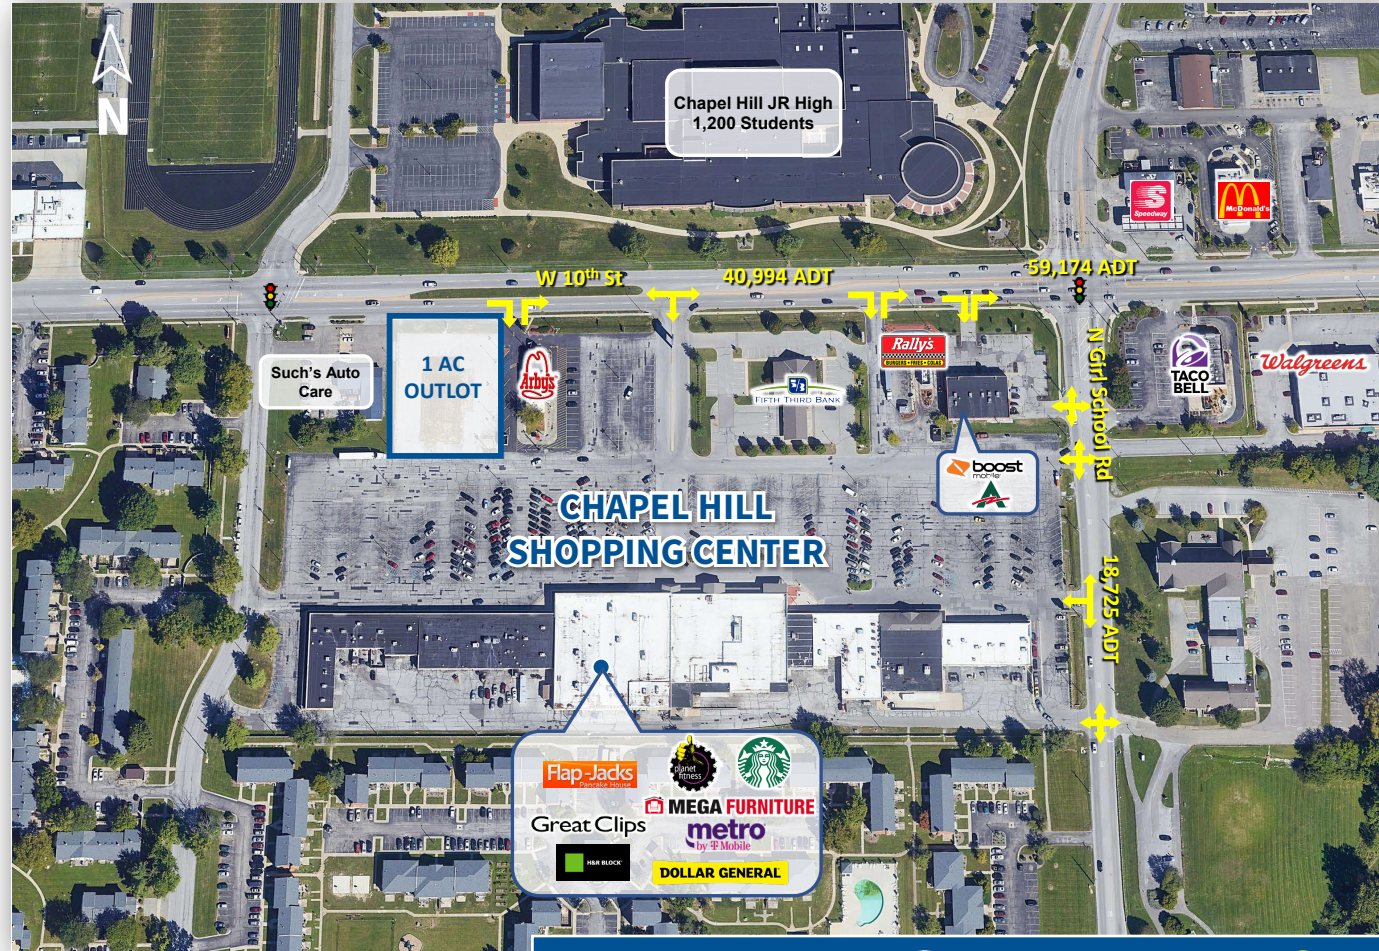 N
Chapel Hill JR High
1,200 Students
Speedway
McDonald's
W 10th St
40,994 ADT
59,174 ADT
Such's Auto
Care
1 AC
OUTLOT
Arby's
FIFTH THIRD BANK
Rally's
BURGERS • FRIES • COLAS
N Girl School Rd
TACO
BELL
Walgreens
boost
mobile
CHAPEL HILL
SHOPPING CENTER
18,725 ADT
Flap-Jacks
Pancake House
planet
fitness
MEGA FURNITURE
Great Clips
metro
by T Mobile
H&R BLOCK
DOLLAR GENERAL